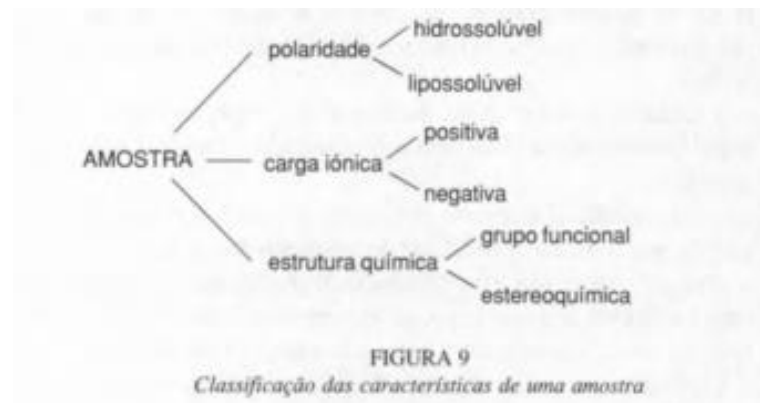 hidrossolúvel
polaridade
lipossolúvel
positiva
AMOSTRA
carga iónica
negativa
grupo funcional
estrutura química
estereoquímica
FIGURA 9
Classificação das características de uma amostra